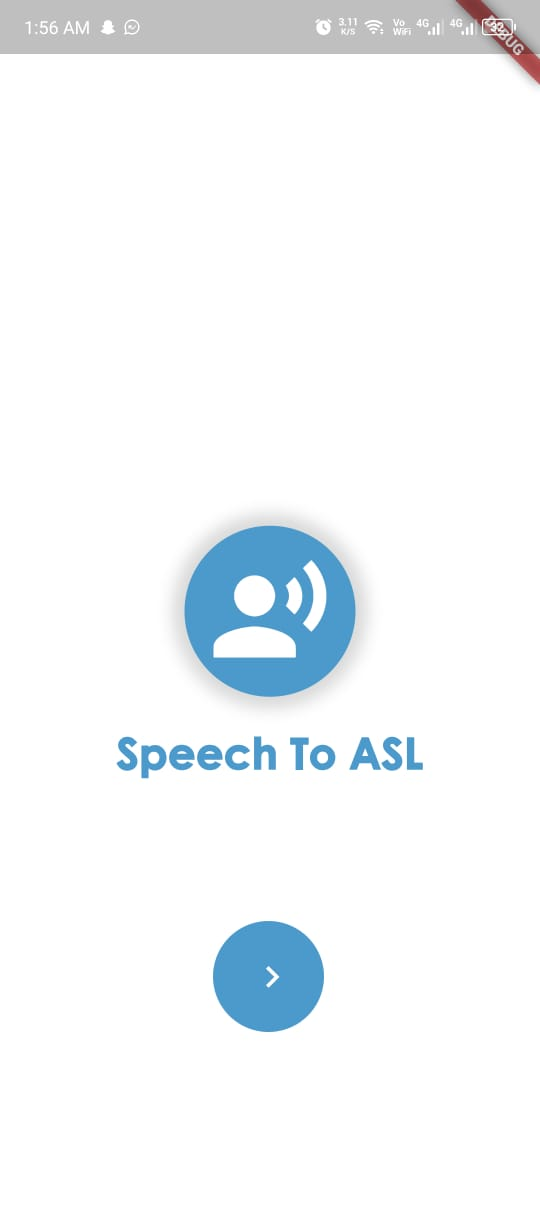 1:56 AM 3.11 K/S Vo WiFi 4G 4G 32
DEBUG
Speech To ASL